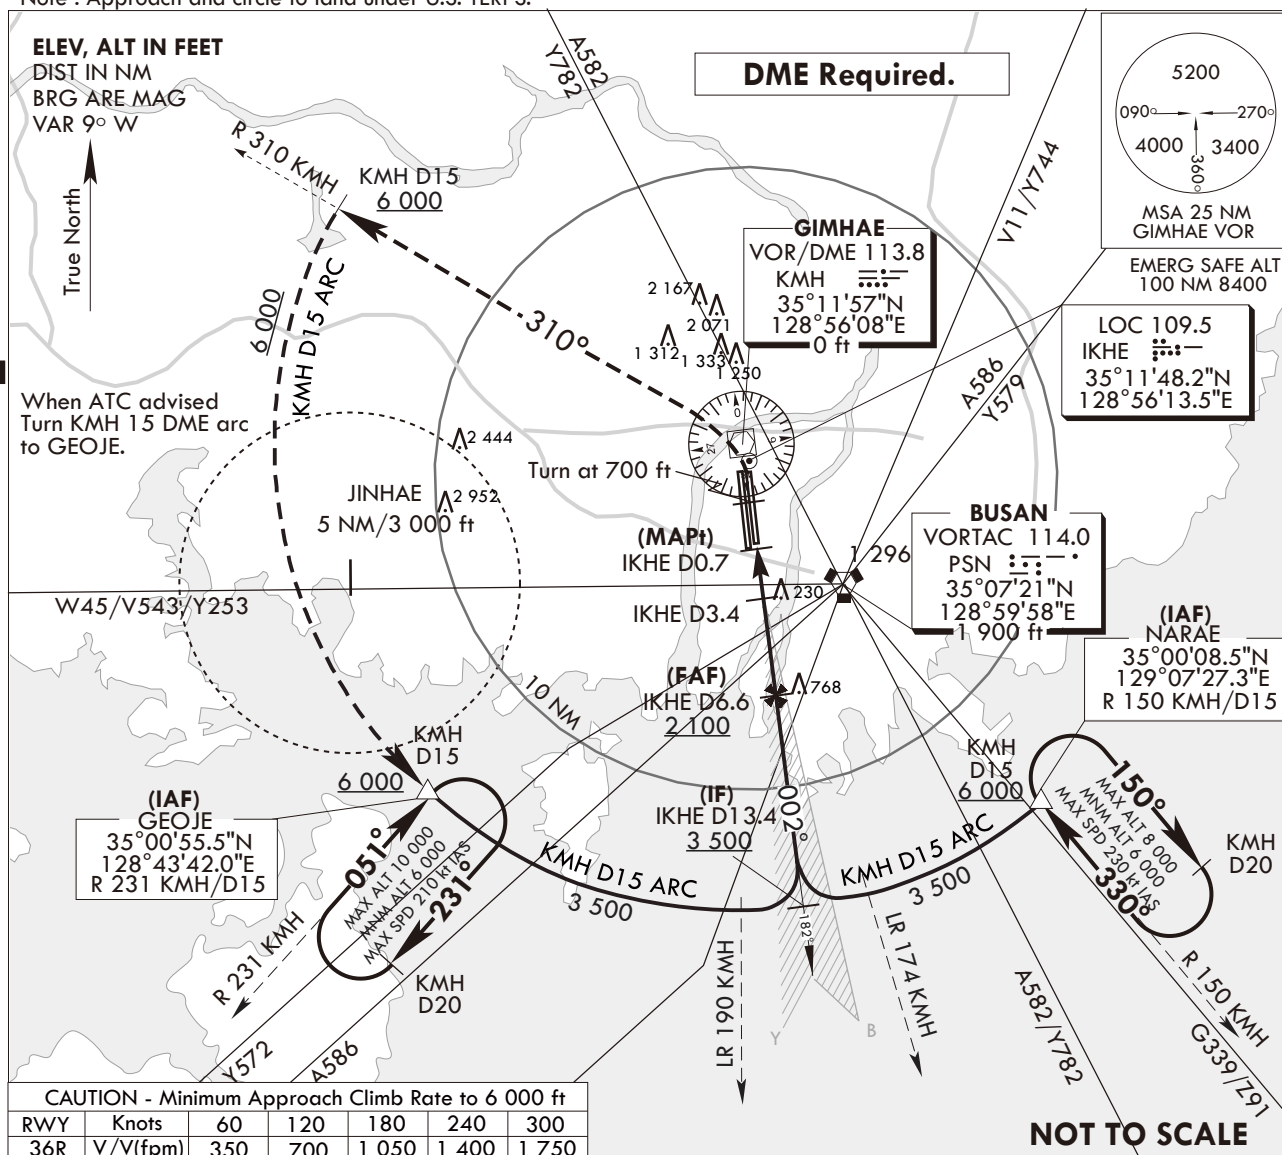 Note : Approach and circle to land under U.S. TERPS.
ELEV, ALT IN FEET
DIST IN NM
BRG ARE MAG
VAR 9° W
True North
DME Required.
A582
Y782
5200
090°
270°
4000
3400
360°
MSA 25 NM
GIMHAE VOR
EMERG SAFE ALT
100 NM 8400
R 310 KMH
KMH D15
6 000
V11/Y744
GIMHAE
VOR/DME 113.8
KMH
35°11'57"N
128°56'08"E
0 ft
LOC 109.5
IKHE
35°11'48.2"N
128°56'13.5"E
KMH D15 ARC
6 000
310°
2 167
2 071
1 312
1 333
1 250
A586
Y579
When ATC advised
Turn KMH 15 DME arc
to GEOJE.
2 444
0
9
27
Turn at 700 ft
JINHAE
5 NM/3 000 ft
2 952
(MAPt)
IKHE D0.7
1 296
BUSAN
VORTAC 114.0
PSN
35°07'21"N
128°59'58"E
1 900 ft
W45/V543/Y253
IKHE D3.4
230
(IAF)
NARAE
35°00'08.5"N
129°07'27.3"E
R 150 KMH/D15
(FAF)
IKHE D6.6
2 100
768
10 NM
KMH
D15
6 000
KMH
D15
6 000
(IAF)
GEOJE
35°00'55.5"N
128°43'42.0"E
R 231 KMH/D15
(IF)
IKHE D13.4
3 500
002°
150°
MAX ALT 8 000
MNM ALT 6 000
MAX SPD 230 kt IAS
330°
KMH
D20
051°
MAX ALT 10 000
MNM ALT 6 000
MAX SPD 210 kt IAS
231°
KMH D15 ARC
3 500
KMH D15 ARC
3 500
182°
R 231 KMH
KMH
D20
LR 190 KMH
LR 174 KMH
R 150 KMH
Y
B
A582/Y782
G339/Z91
Y572
A586
CAUTION - Minimum Approach Climb Rate to 6 000 ft
RWY Knots 60 120 180 240 300
36R V/V(fpm) 350 700 1 050 1 400 1 750
NOT TO SCALE